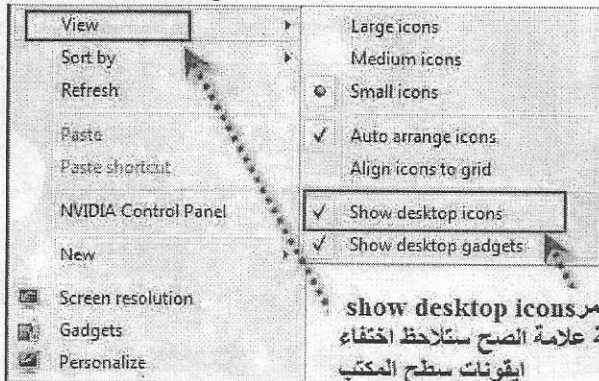 View
Sort by
Refresh
Paste
Paste shortcut
NVIDIA Control Panel
New
Screen resolution
Gadgets
Personalize
Large icons
Medium icons
Small icons
Auto arrange icons
Align icons to grid
Show desktop icons
Show desktop gadgets
show desktop icons
علامة الصح ستلاحظ اختفاء
ايقونات سطح المكتب